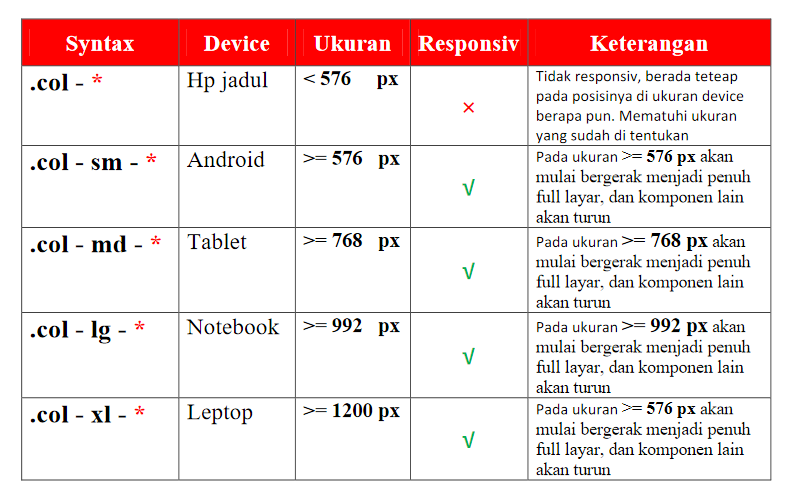 Syntax Device Ukuran Responsiv Keterangan
.col - * Hp jadul < 576 px × Tidak responsiv, berada teteap
pada posisinya di ukuran device
berapa pun. Mematuhi ukuran
yang sudah di tentukan
.col - sm - * Android >= 576 px √ Pada ukuran >= 576 px akan
mulai bergerak menjadi penuh
full layar, dan komponen lain
akan turun
.col - md - * Tablet >= 768 px √ Pada ukuran >= 768 px akan
mulai bergerak menjadi penuh
full layar, dan komponen lain
akan turun
.col - lg - * Notebook >= 992 px √ Pada ukuran >= 992 px akan
mulai bergerak menjadi penuh
full layar, dan komponen lain
akan turun
.col - xl - * Leptop >= 1200 px √ Pada ukuran >= 576 px akan
mulai bergerak menjadi penuh
full layar, dan komponen lain
akan turun